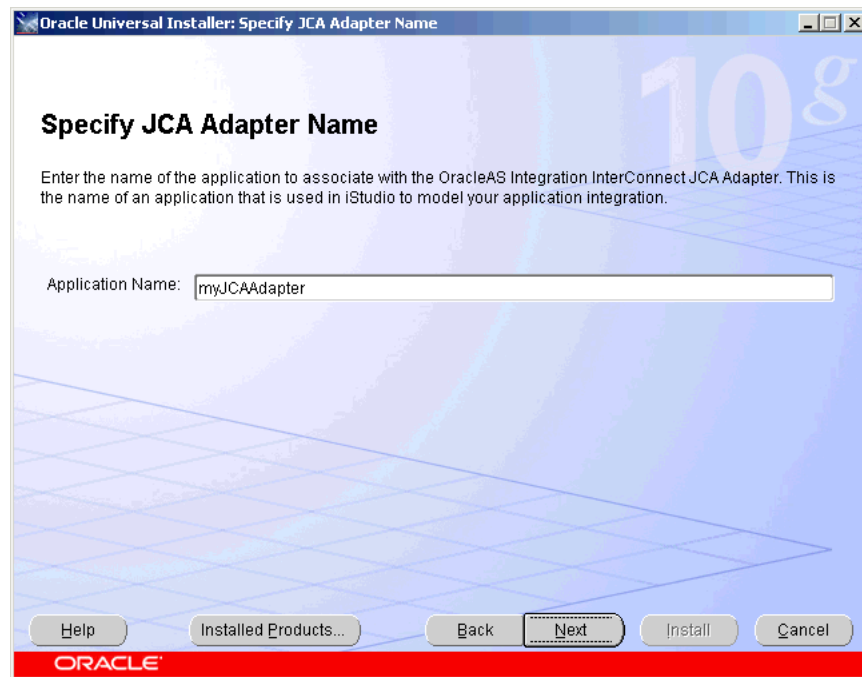 Oracle Universal Installer: Specify JCA Adapter Name
10g
Specify JCA Adapter Name
Enter the name of the application to associate with the OracleAS Integration InterConnect JCA Adapter. This is
the name of an application that is used in iStudio to model your application integration.
Application Name: myJCAAdapter
Help Installed Products... Back Next Install Cancel
ORACLE